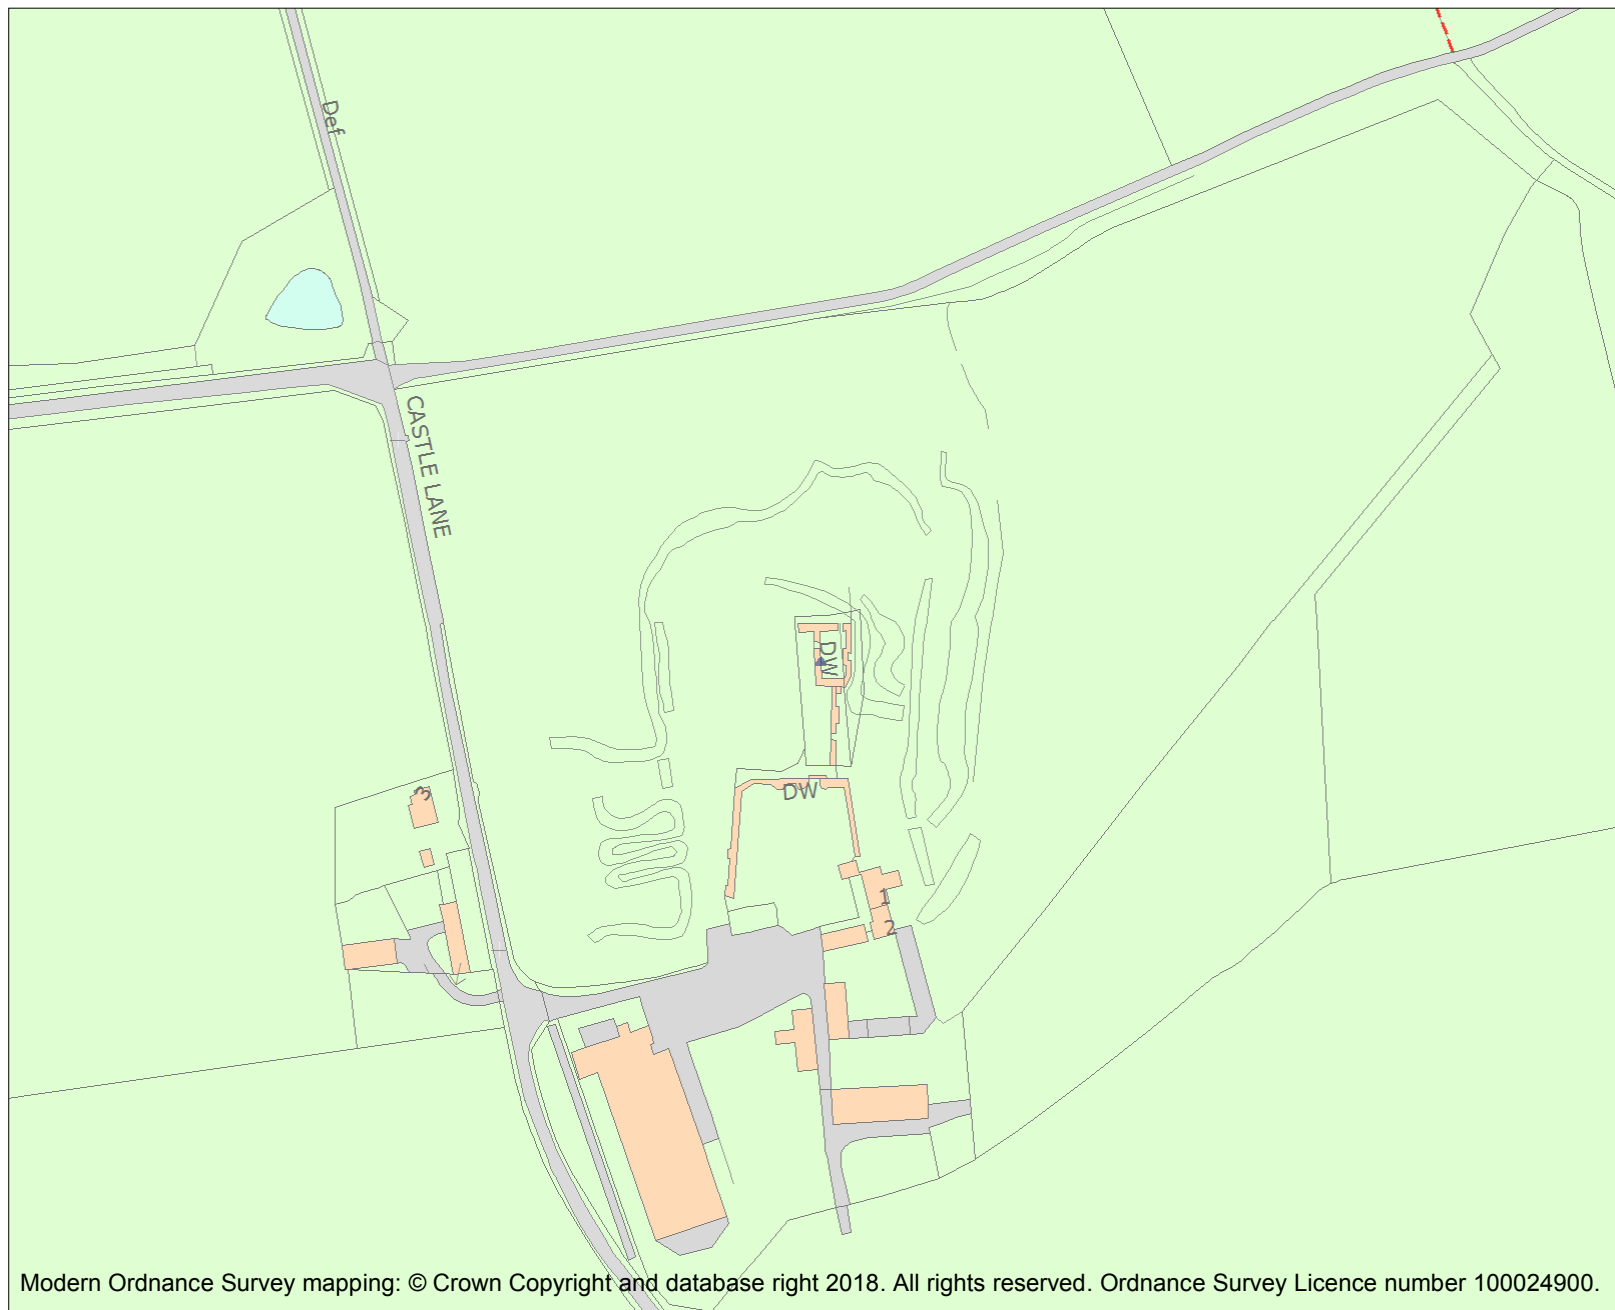 Def
CASTLE LANE
DW
3
DW
1
2
Modern Ordnance Survey mapping: © Crown Copyright and database right 2018. All rights reserved. Ordnance Survey Licence number 100024900.